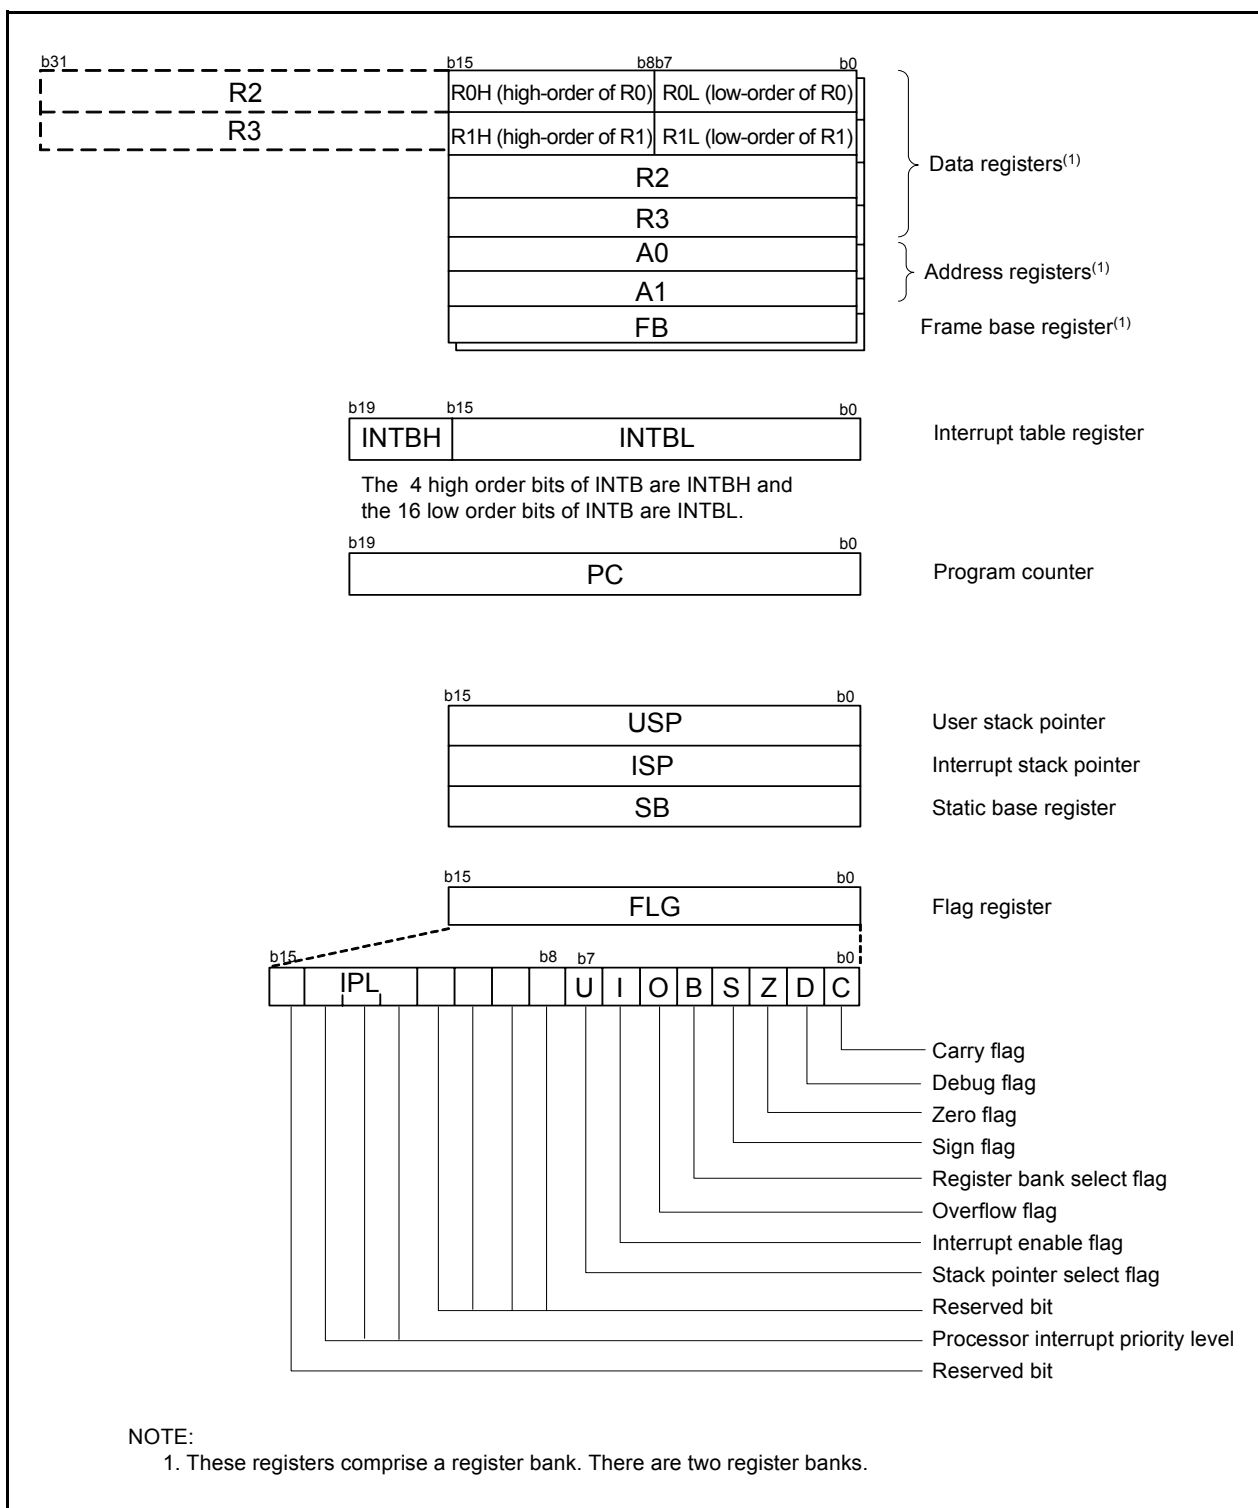 b31 b15 b8b7 b0
R2 R0H (high-order of R0) R0L (low-order of R0)
R3 R1H (high-order of R1) R1L (low-order of R1)
R2
Data registers(1)
R3
A0
Address registers(1)
A1
FB Frame base register(1)
b19 b15 b0
INTBH INTBL Interrupt table register
The 4 high order bits of INTB are INTBH and
the 16 low order bits of INTB are INTBL.
b19 b0
PC Program counter
b15 b0
USP User stack pointer
ISP Interrupt stack pointer
SB Static base register
b15 b0
FLG Flag register
b15 b8 b7 b0
IPL U I O B S Z D C
Carry flag
Debug flag
Zero flag
Sign flag
Register bank select flag
Overflow flag
Interrupt enable flag
Stack pointer select flag
Reserved bit
Processor interrupt priority level
Reserved bit
NOTE:
1. These registers comprise a register bank. There are two register banks.